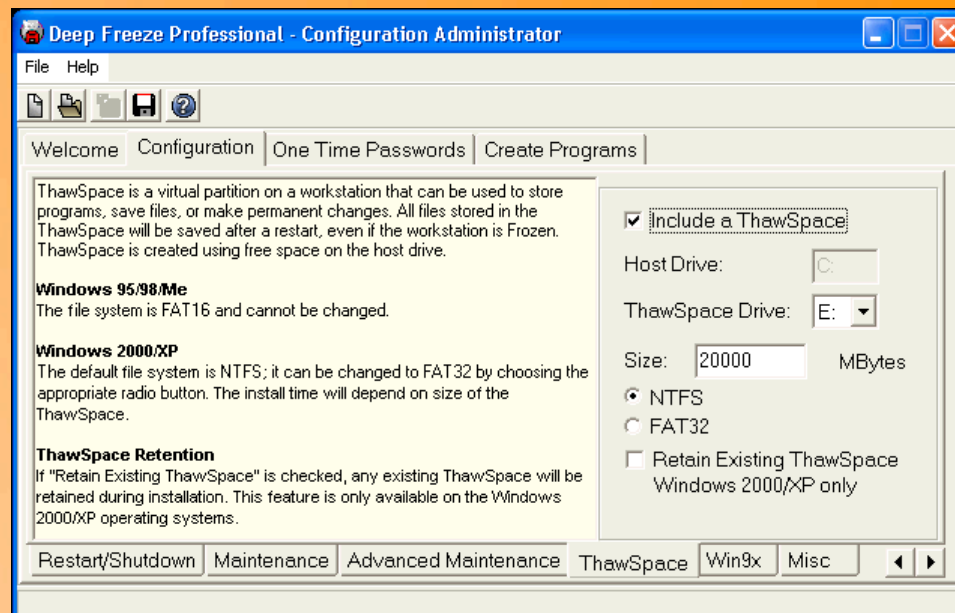 Deep Freeze Professional - Configuration Administrator
File Help
Welcome Configuration One Time Passwords Create Programs
ThawSpace is a virtual partition on a workstation that can be used to store
programs, save files, or make permanent changes. All files stored in the
ThawSpace will be saved after a restart, even if the workstation is Frozen.
ThawSpace is created using free space on the host drive.
Windows 95/98/Me
The file system is FAT16 and cannot be changed.
Windows 2000/XP
The default file system is NTFS; it can be changed to FAT32 by choosing the
appropriate radio button. The install time will depend on size of the
ThawSpace.
ThawSpace Retention
If "Retain Existing ThawSpace" is checked, any existing ThawSpace will be
retained during installation. This feature is only available on the Windows
2000/XP operating systems.
Include a ThawSpace
Host Drive: C:
ThawSpace Drive: E:
Size: 20000 MBytes
NTFS
FAT32
Retain Existing ThawSpace
Windows 2000/XP only
Restart/Shutdown Maintenance Advanced Maintenance ThawSpace Win9x Misc